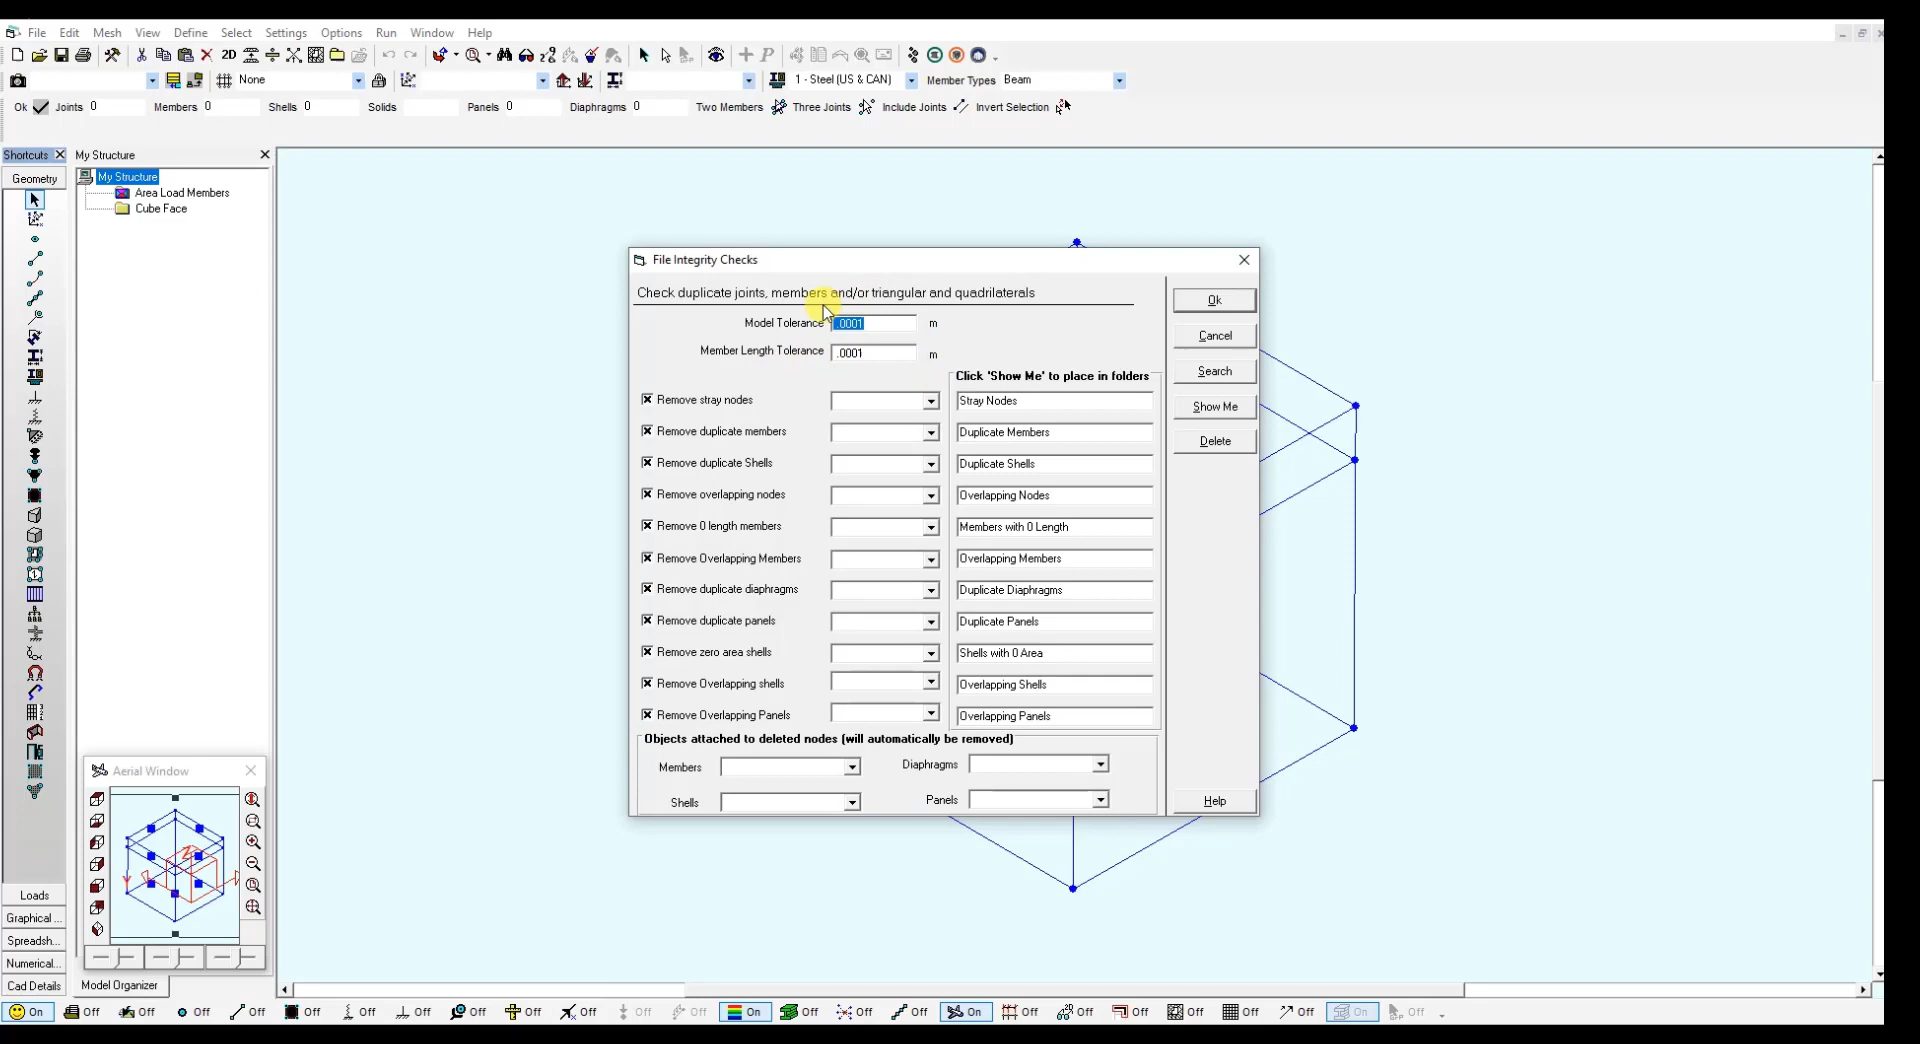 File Edit Mesh View Define Select Settings Options Run Window Help
2D
None 1 - Steel (US & CAN) Member Types Beam
Ok Joints 0 Members 0 Shells 0 Solids Panels 0 Diaphragms 0 Two Members Three Joints Include Joints Invert Selection
Shortcuts
Geometry
My Structure
My Structure
Area Load Members
Cube Face
File Integrity Checks
Check duplicate joints, members and/or triangular and quadrilaterals
Model Tolerance .0001 m
Member Length Tolerance .0001 m
Click 'Show Me' to place in folders
Remove stray nodes Stray Nodes
Remove duplicate members Duplicate Members
Remove duplicate Shells Duplicate Shells
Remove overlapping nodes Overlapping Nodes
Remove 0 length members Members with 0 Length
Remove Overlapping Members Overlapping Members
Remove duplicate diaphragms Duplicate Diaphragms
Remove duplicate panels Duplicate Panels
Remove zero area shells Shells with 0 Area
Remove Overlapping shells Overlapping Shells
Remove Overlapping Panels Overlapping Panels
Objects attached to deleted nodes (will automatically be removed)
Members Diaphragms
Shells Panels
Ok
Cancel
Search
Show Me
Delete
Help
Aerial Window
Loads
Graphical ...
Spreadsh...
Numerical...
Cad Details
Model Organizer
On Off Off Off Off Off Off Off Off Off Off Off Off On Off Off Off On Off Off Off Off Off Off On Off